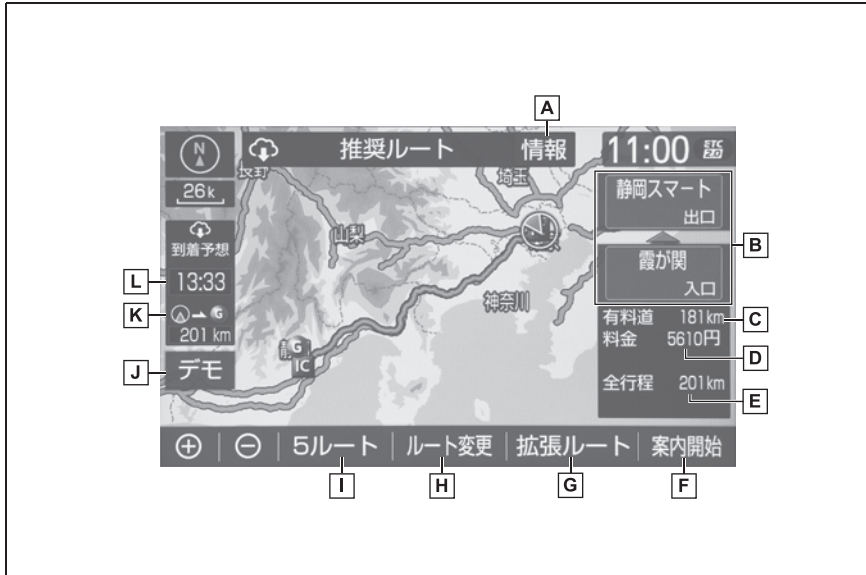 A
N
推奨ルート 情報
11:00 ETC 2.0
長野
埼玉
26k
静岡スマート
出口
B
到着予想
山梨
霞が関
入口
L
13:33
K
G
神奈川
有料道 181km
C
201 km
料金 5610円
D
G
静
IC
J
デモ
全行程 201km
E
5ルート ルート変更 拡張ルート 案内開始
I
H
G
F